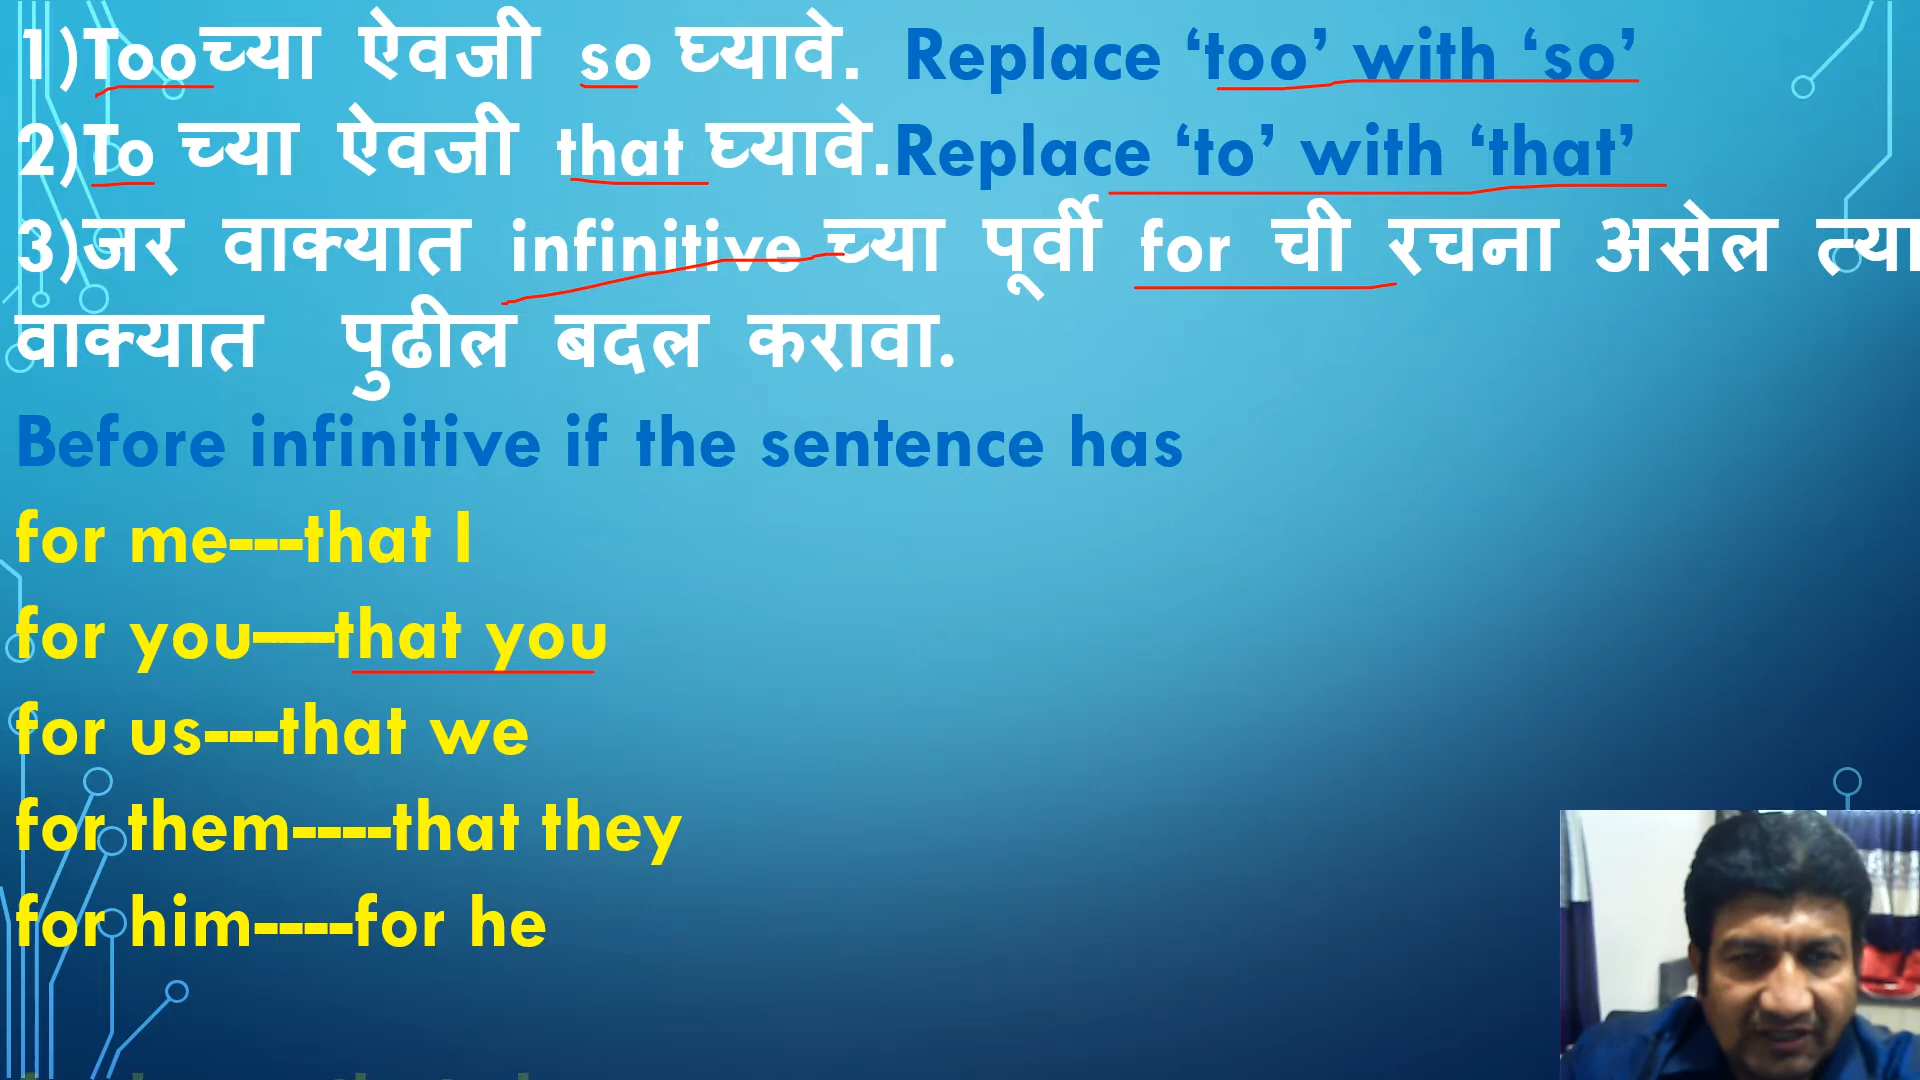 1)Tooच्या ऐवजी so घ्यावे. Replace ‘too’ with ‘so’
2)To च्या ऐवजी that घ्यावे.Replace ‘to’ with ‘that’
3)जर वाक्यात infinitive च्या पूर्वी for ची रचना असेल त्या
वाक्यात पुढील बदल करावा.
Before infinitive if the sentence has
for me---that I
for you—–that you
for us---that we
for them----that they
for him----for he